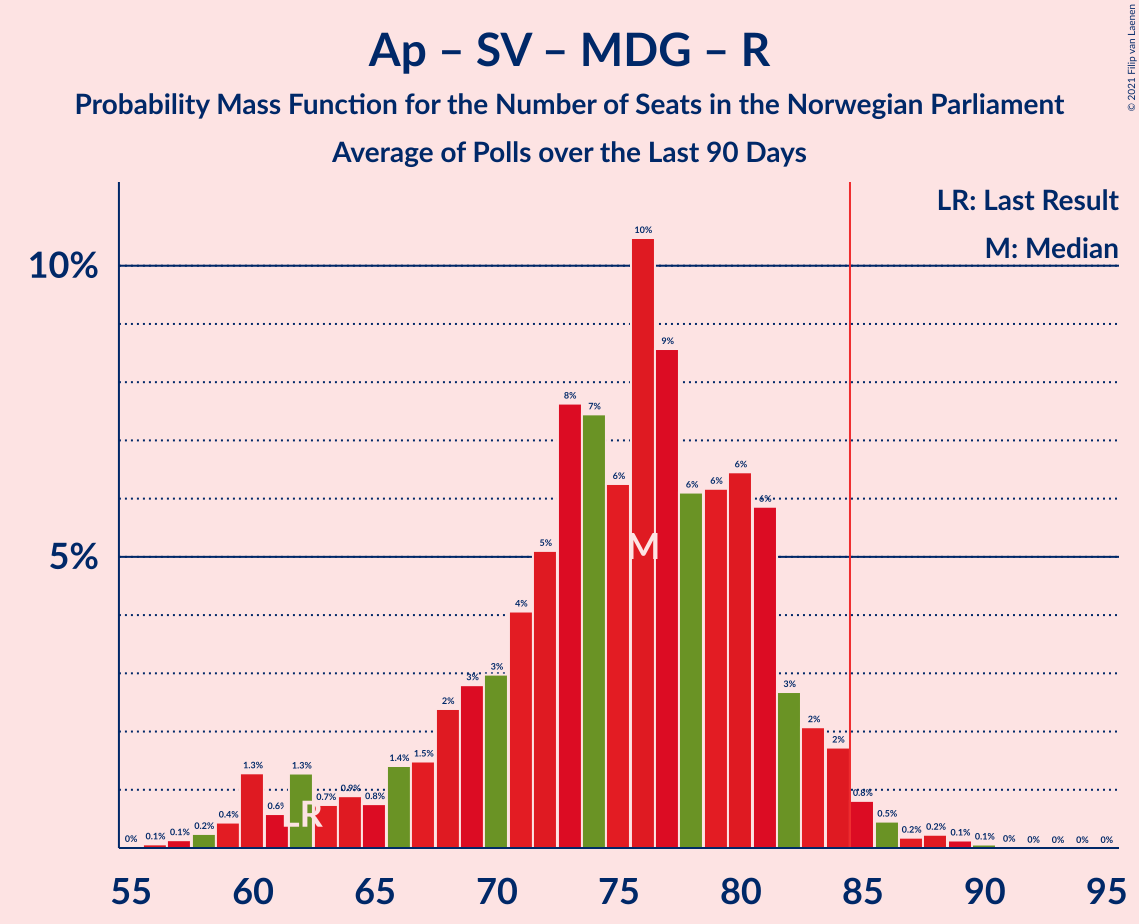 Ap – SV – MDG – R
Probability Mass Function for the Number of Seats in the Norwegian Parliament
Average of Polls over the Last 90 Days
© 2021 Filip van Laenen
LR: Last Result
M: Median
10%
5%
0% 0.1% 0.1% 0.2% 0.4% 1.3% 0.6% 1.3% 0.7% 0.9% 0.8% 1.4% 1.5% 2% 3% 3% 4% 5% 8% 7% 6% 10% 9% 6% 6% 6% 6% 3% 2% 2% 0.8% 0.5% 0.2% 0.2% 0.1% 0.1% 0% 0% 0% 0% 0%
M
LR
55 60 65 70 75 80 85 90 95